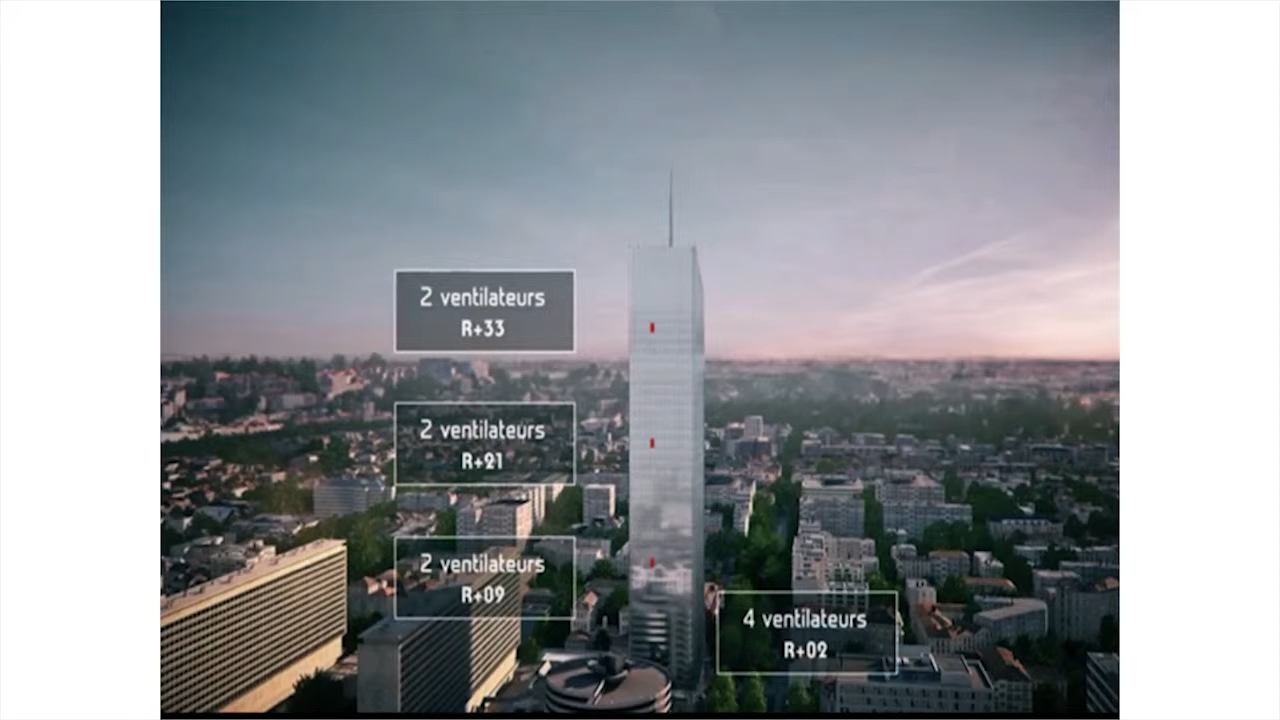 2 ventilateurs
R+33
2 ventilateurs
R+21
2 ventilateurs
R+09
4 ventilateurs
R+02